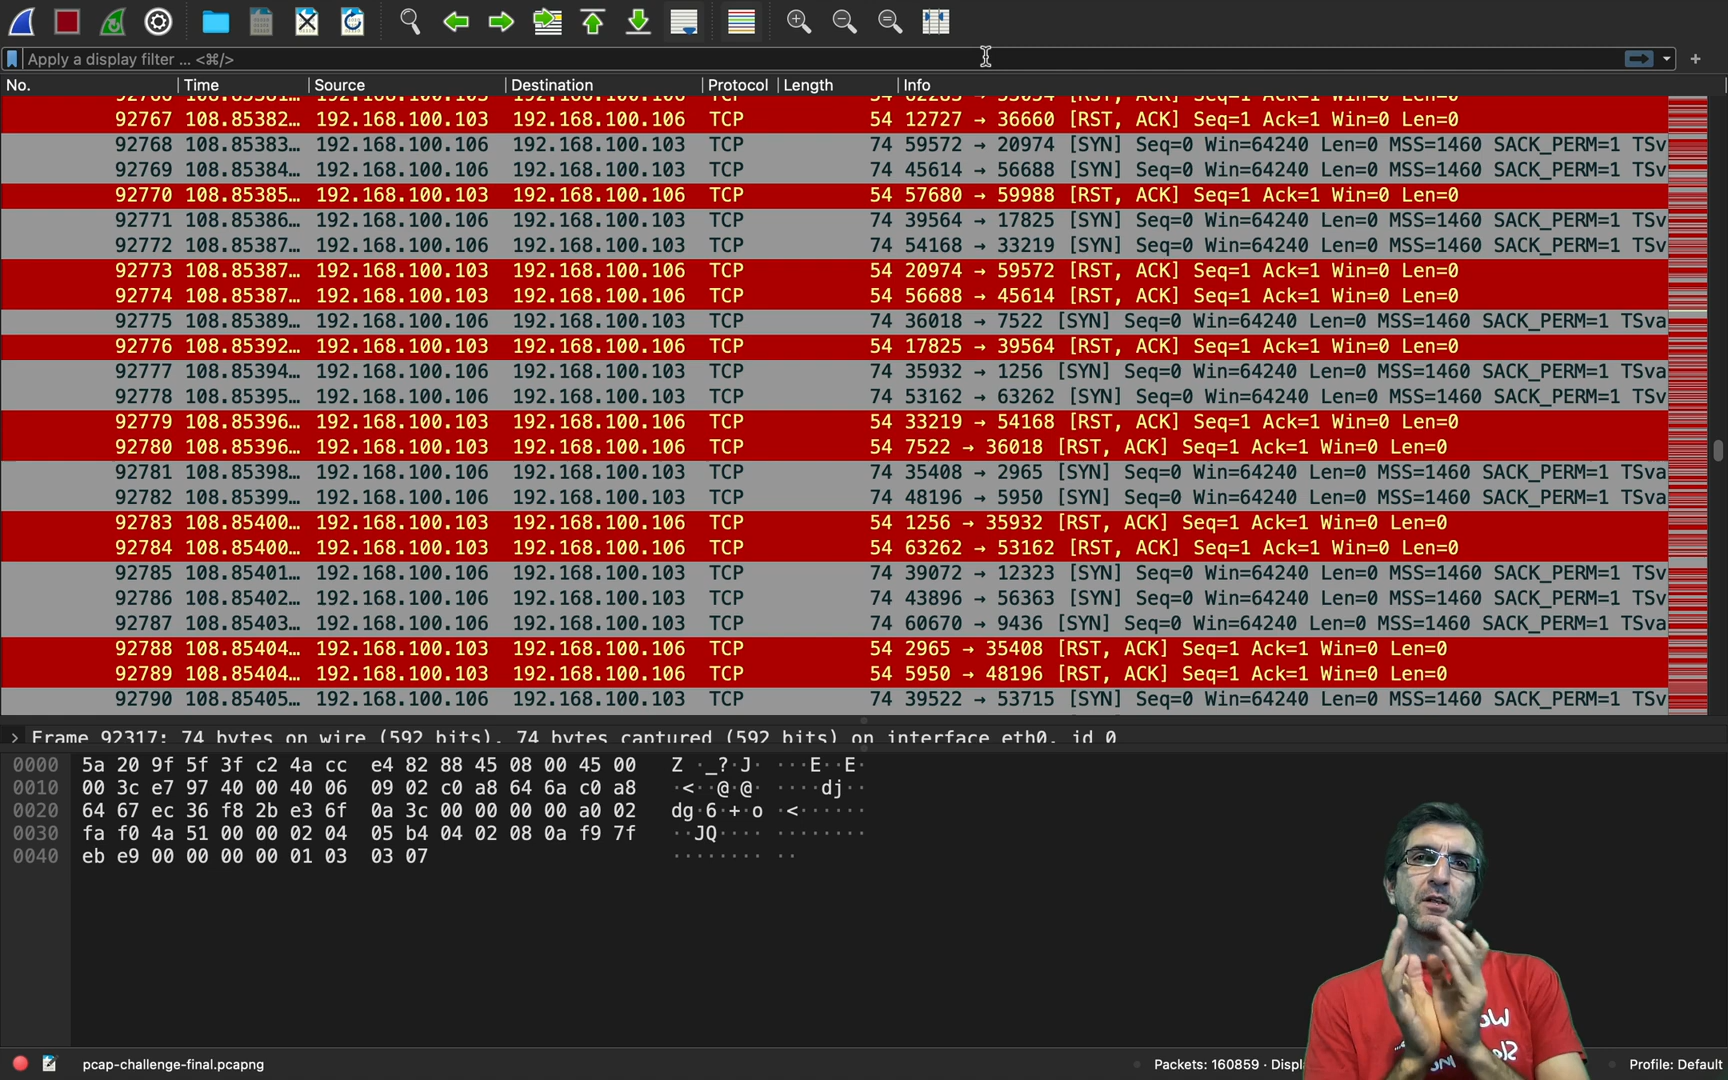 Apply a display filter ... <⌘/>
No. Time Source Destination Protocol Length Info
92767 108.85382… 192.168.100.103 192.168.100.106 TCP 54 12727 → 36660 [RST, ACK] Seq=1 Ack=1 Win=0 Len=0
92768 108.85383… 192.168.100.106 192.168.100.103 TCP 74 59572 → 20974 [SYN] Seq=0 Win=64240 Len=0 MSS=1460 SACK_PERM=1 TSv
92769 108.85384… 192.168.100.106 192.168.100.103 TCP 74 45614 → 56688 [SYN] Seq=0 Win=64240 Len=0 MSS=1460 SACK_PERM=1 TSv
92770 108.85385… 192.168.100.103 192.168.100.106 TCP 54 57680 → 59988 [RST, ACK] Seq=1 Ack=1 Win=0 Len=0
92771 108.85386… 192.168.100.106 192.168.100.103 TCP 74 39564 → 17825 [SYN] Seq=0 Win=64240 Len=0 MSS=1460 SACK_PERM=1 TSv
92772 108.85387… 192.168.100.106 192.168.100.103 TCP 74 54168 → 33219 [SYN] Seq=0 Win=64240 Len=0 MSS=1460 SACK_PERM=1 TSv
92773 108.85387… 192.168.100.103 192.168.100.106 TCP 54 20974 → 59572 [RST, ACK] Seq=1 Ack=1 Win=0 Len=0
92774 108.85387… 192.168.100.103 192.168.100.106 TCP 54 56688 → 45614 [RST, ACK] Seq=1 Ack=1 Win=0 Len=0
92775 108.85389… 192.168.100.106 192.168.100.103 TCP 74 36018 → 7522 [SYN] Seq=0 Win=64240 Len=0 MSS=1460 SACK_PERM=1 TSva
92776 108.85392… 192.168.100.103 192.168.100.106 TCP 54 17825 → 39564 [RST, ACK] Seq=1 Ack=1 Win=0 Len=0
92777 108.85394… 192.168.100.106 192.168.100.103 TCP 74 35932 → 1256 [SYN] Seq=0 Win=64240 Len=0 MSS=1460 SACK_PERM=1 TSva
92778 108.85395… 192.168.100.106 192.168.100.103 TCP 74 53162 → 63262 [SYN] Seq=0 Win=64240 Len=0 MSS=1460 SACK_PERM=1 TSv
92779 108.85396… 192.168.100.103 192.168.100.106 TCP 54 33219 → 54168 [RST, ACK] Seq=1 Ack=1 Win=0 Len=0
92780 108.85396… 192.168.100.103 192.168.100.106 TCP 54 7522 → 36018 [RST, ACK] Seq=1 Ack=1 Win=0 Len=0
92781 108.85398… 192.168.100.106 192.168.100.103 TCP 74 35408 → 2965 [SYN] Seq=0 Win=64240 Len=0 MSS=1460 SACK_PERM=1 TSva
92782 108.85399… 192.168.100.106 192.168.100.103 TCP 74 48196 → 5950 [SYN] Seq=0 Win=64240 Len=0 MSS=1460 SACK_PERM=1 TSva
92783 108.85400… 192.168.100.103 192.168.100.106 TCP 54 1256 → 35932 [RST, ACK] Seq=1 Ack=1 Win=0 Len=0
92784 108.85400… 192.168.100.103 192.168.100.106 TCP 54 63262 → 53162 [RST, ACK] Seq=1 Ack=1 Win=0 Len=0
92785 108.85401… 192.168.100.106 192.168.100.103 TCP 74 39072 → 12323 [SYN] Seq=0 Win=64240 Len=0 MSS=1460 SACK_PERM=1 TSv
92786 108.85402… 192.168.100.106 192.168.100.103 TCP 74 43896 → 56363 [SYN] Seq=0 Win=64240 Len=0 MSS=1460 SACK_PERM=1 TSv
92787 108.85403… 192.168.100.106 192.168.100.103 TCP 74 60670 → 9436 [SYN] Seq=0 Win=64240 Len=0 MSS=1460 SACK_PERM=1 TSva
92788 108.85404… 192.168.100.103 192.168.100.106 TCP 54 2965 → 35408 [RST, ACK] Seq=1 Ack=1 Win=0 Len=0
92789 108.85404… 192.168.100.103 192.168.100.106 TCP 54 5950 → 48196 [RST, ACK] Seq=1 Ack=1 Win=0 Len=0
92790 108.85405… 192.168.100.106 192.168.100.103 TCP 74 39522 → 53715 [SYN] Seq=0 Win=64240 Len=0 MSS=1460 SACK_PERM=1 TSv
Frame 92317: 74 bytes on wire (592 bits), 74 bytes captured (592 bits) on interface eth0, id 0
0000 5a 20 9f 5f 3f c2 4a cc e4 82 88 45 08 00 45 00 Z ·_?·J· ···E··E·
0010 00 3c e7 97 40 00 40 06 09 02 c0 a8 64 6a c0 a8 ·<··@·@· ····dj··
0020 64 67 ec 36 f8 2b e3 6f 0a 3c 00 00 00 00 a0 02 dg·6·+·o ·<······
0030 fa f0 4a 51 00 00 02 04 05 b4 04 02 08 0a f9 7f ··JQ···· ········
0040 eb e9 00 00 00 00 01 03 03 07 ········ ··
pcap-challenge-final.pcapng Packets: 160859 · Displ Profile: Default